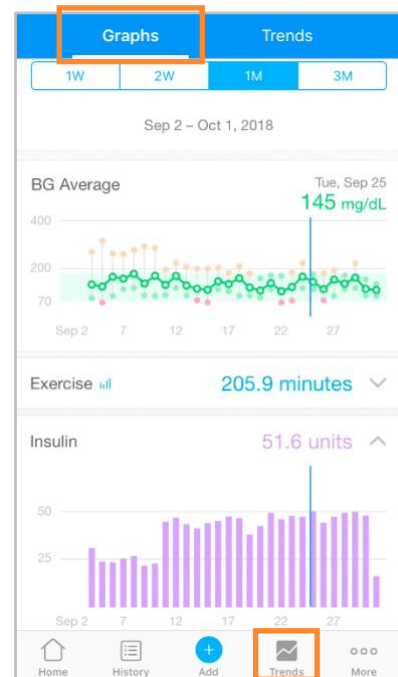 Graphs Trends
1W 2W 1M 3M
Sep 2 – Oct 1, 2018
BG Average Tue, Sep 25
145 mg/dL
400
200
70
Sep 2 7 12 17 22 27
Exercise 205.9 minutes
Insulin 51.6 units
50
25
Sep 2 7 12 17 22 27
Home History Add Trends More